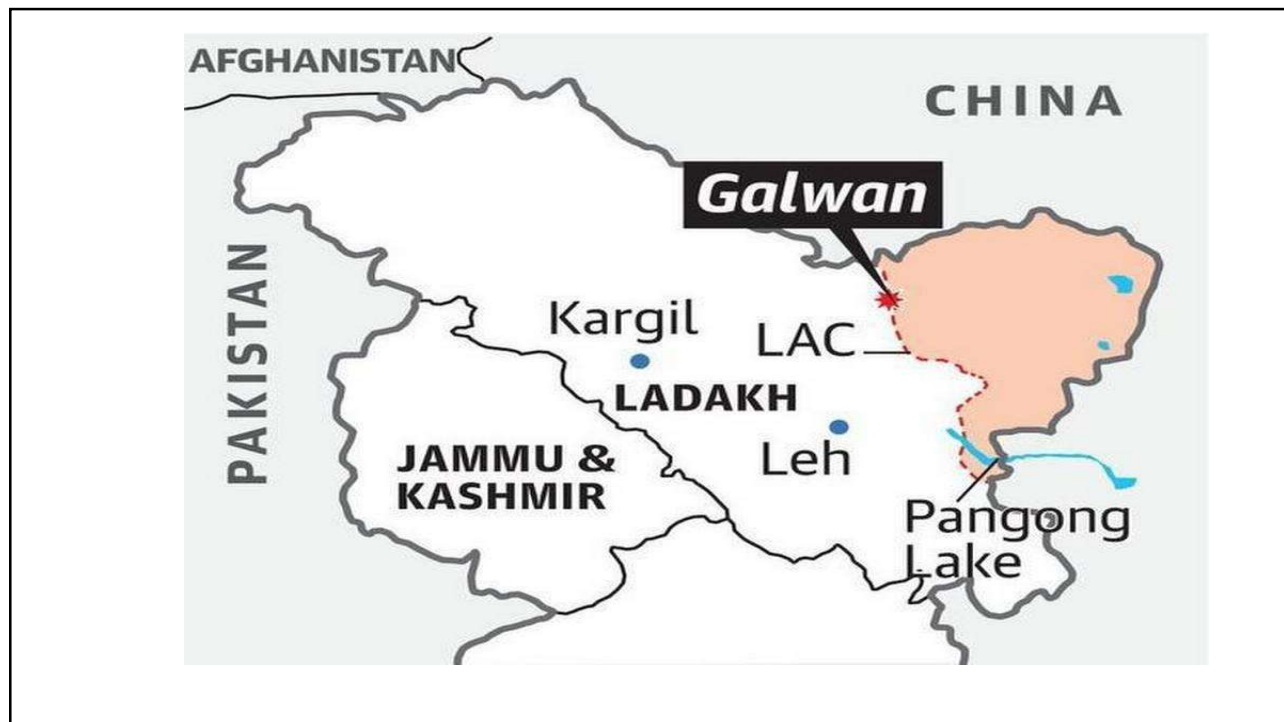 AFGHANISTAN
CHINA
Galwan
PAKISTAN
Kargil
LAC
LADAKH
JAMMU &
KASHMIR
Leh
Pangong
Lake